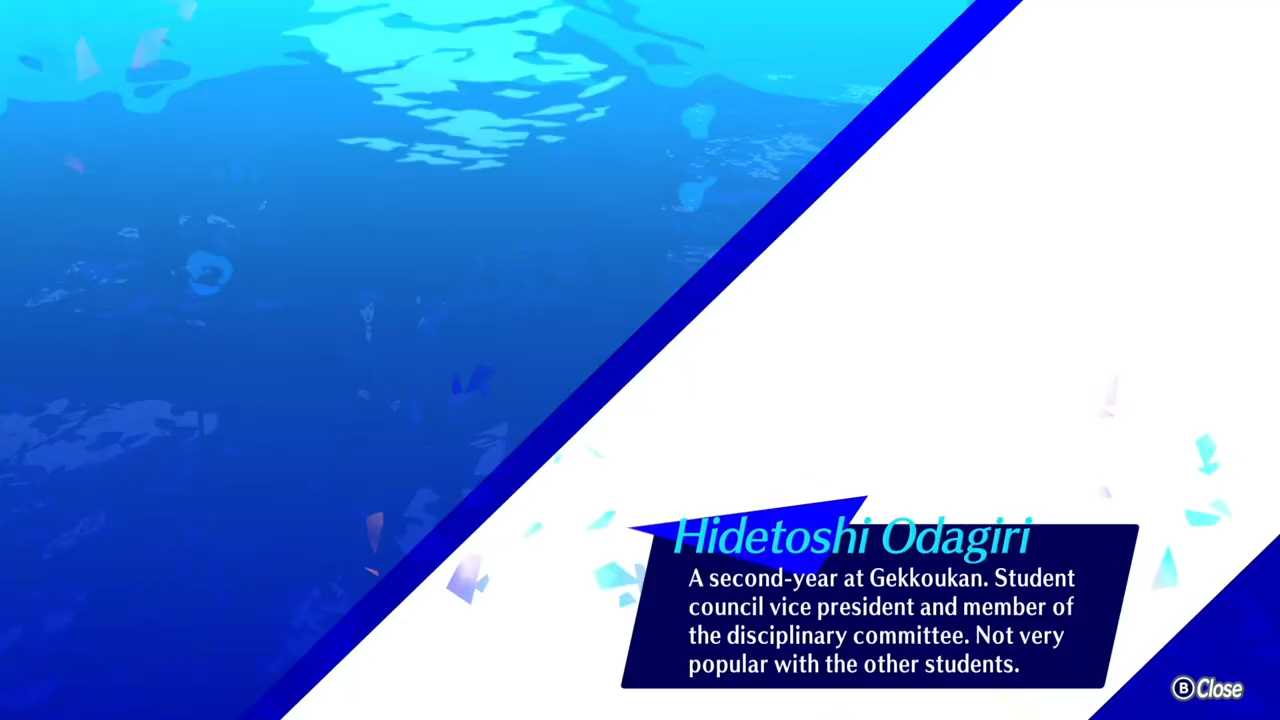 Hidetoshi Odagiri
A second-year at Gekkoukan. Student
council vice president and member of
the disciplinary committee. Not very
popular with the other students.
B Close